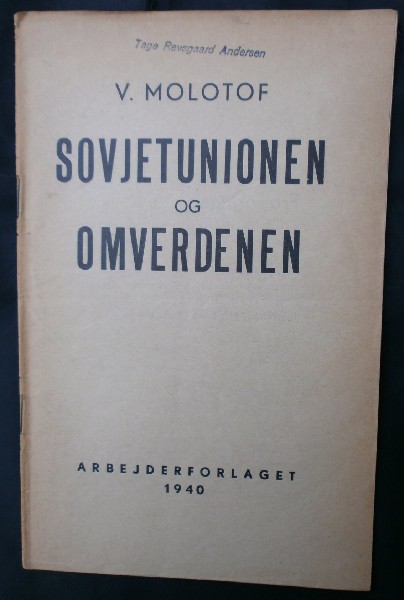 Tage Revsgaard Andersen
V. MOLOTOF
SOVJETUNIONEN
OG
OMVERDENEN
ARBEJDERFORLAGET
1940